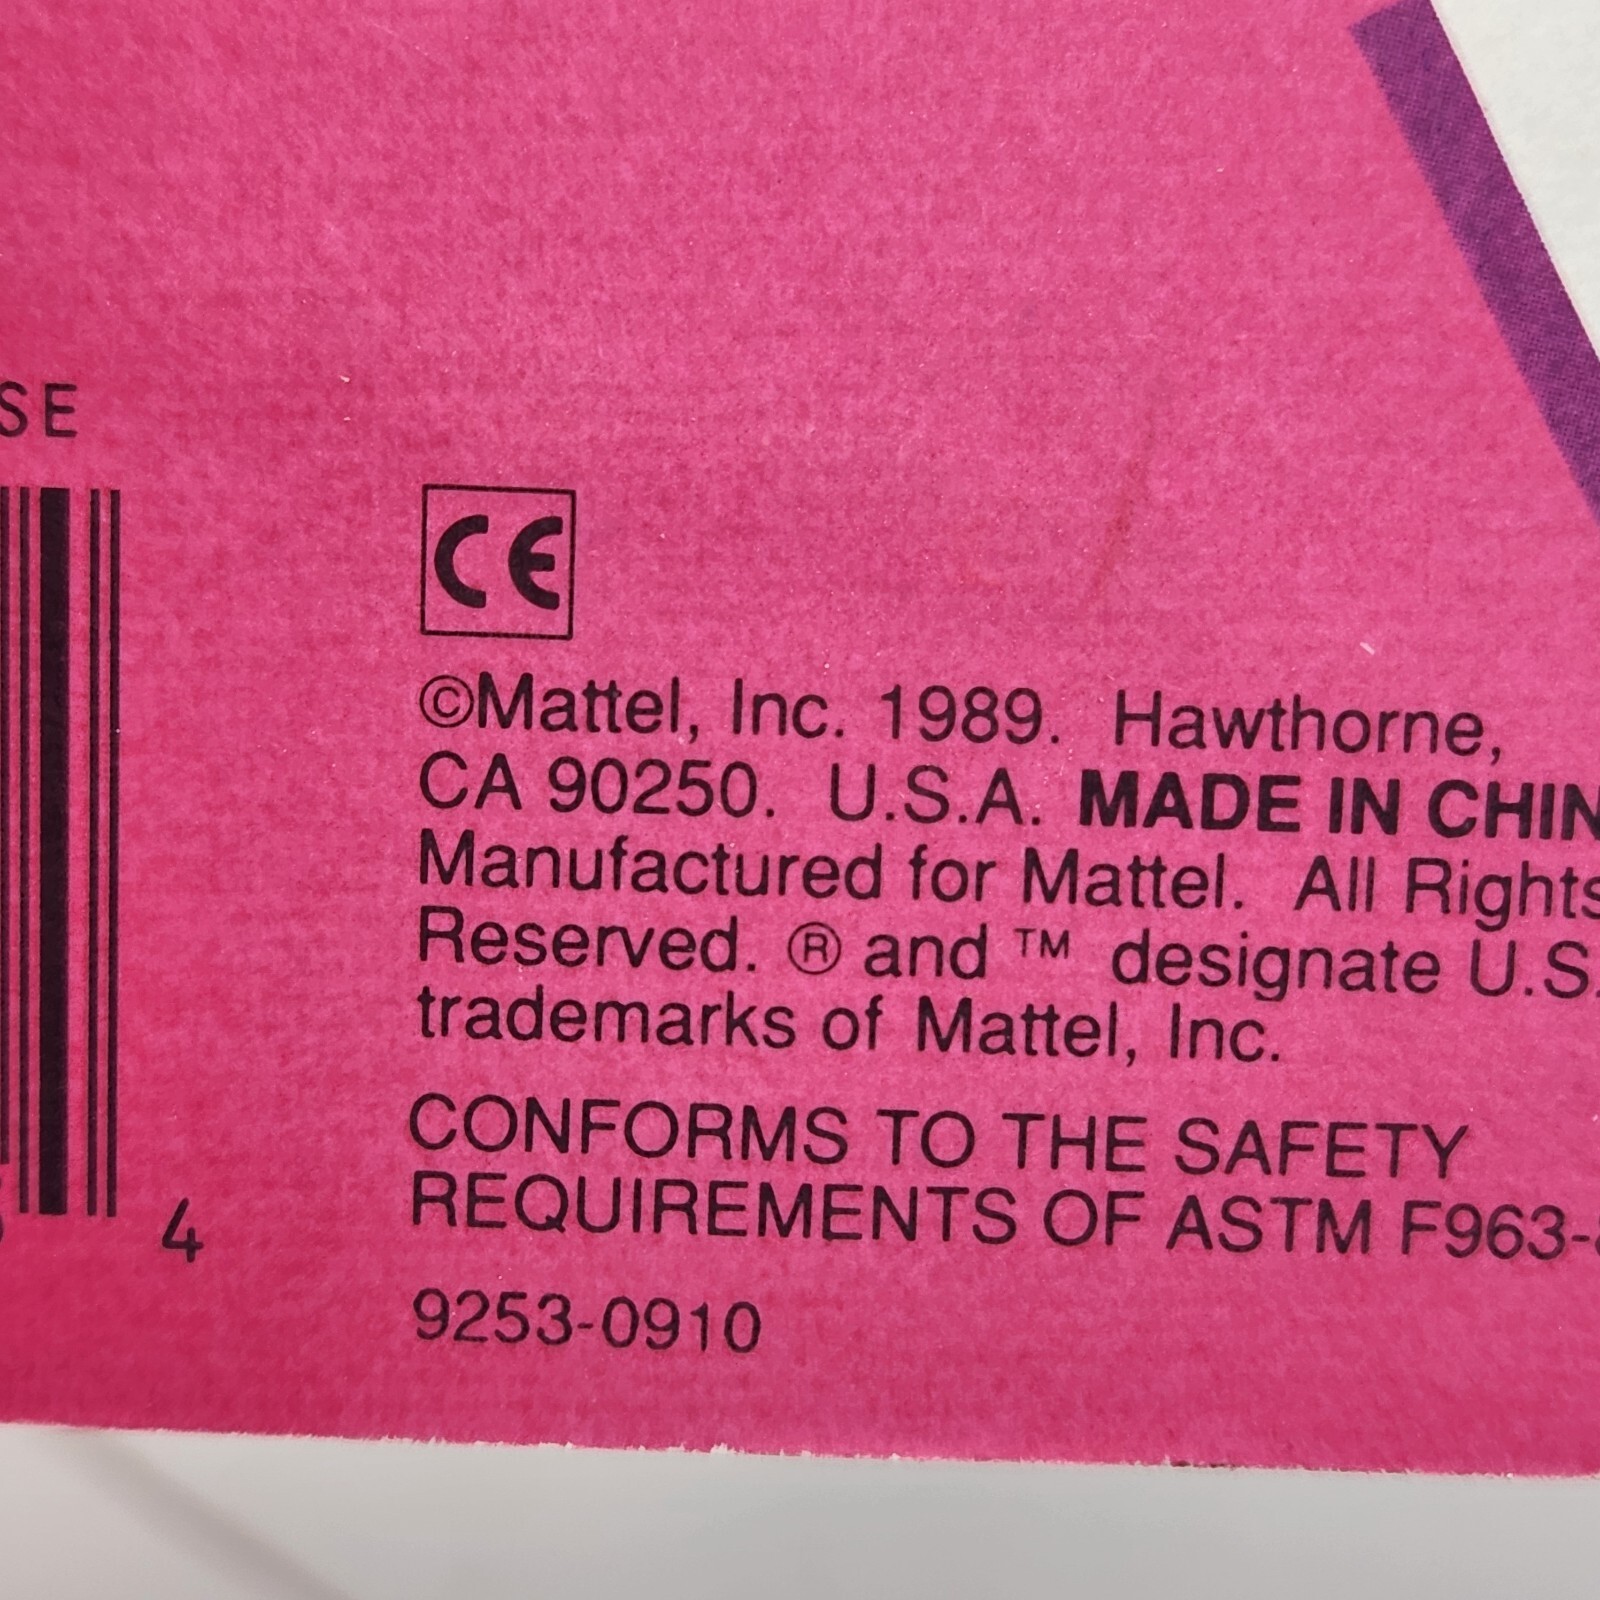 SE
CE
©Mattel, Inc. 1989. Hawthorne,
CA 90250. U.S.A. MADE IN CHIN
Manufactured for Mattel. All Rights
Reserved. ® and ™ designate U.S.
trademarks of Mattel, Inc.
CONFORMS TO THE SAFETY
REQUIREMENTS OF ASTM F963-
4
9253-0910